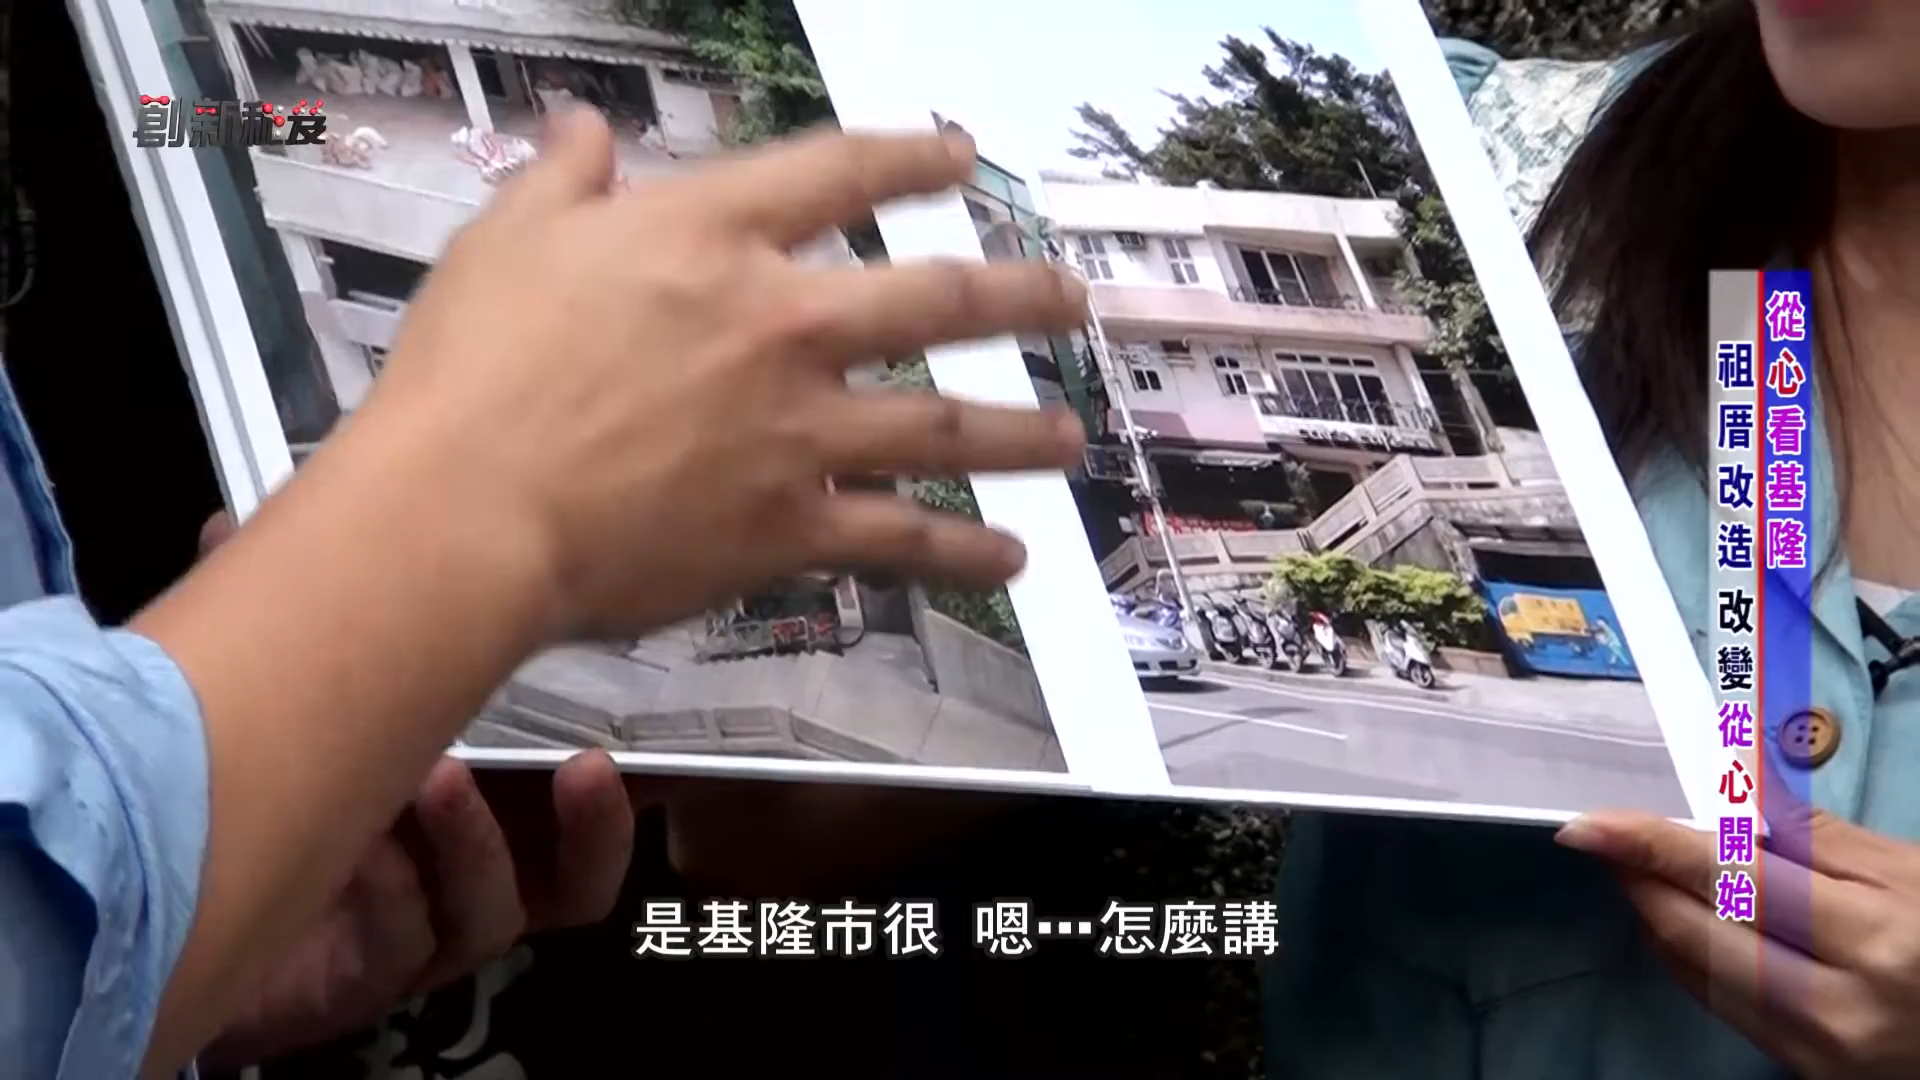 創新秘笈
從心看基隆
祖厝改造 改變從心開始
是基隆市很 嗯…怎麼講